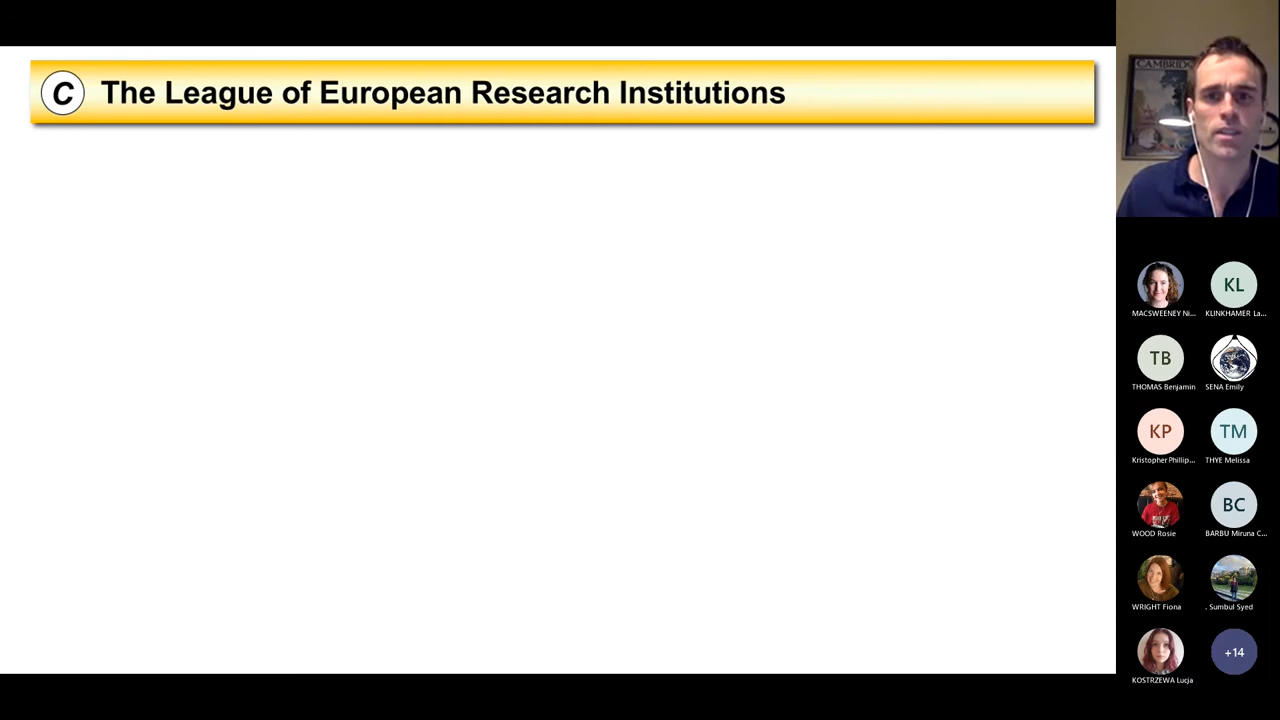 C The League of European Research Institutions
CAMBRIDGE
MACSWEENEY Ni...
KL
KLINKHAMER La...
TB
THOMAS Benjamin
SENA Emily
KP
Kristopher Phillip...
TM
THYE Melissa
WOOD Rosie
BC
BARBU Miruna C...
WRIGHT Fiona
. Sumbul Syed
KOSTRZEWA Lucja
+14